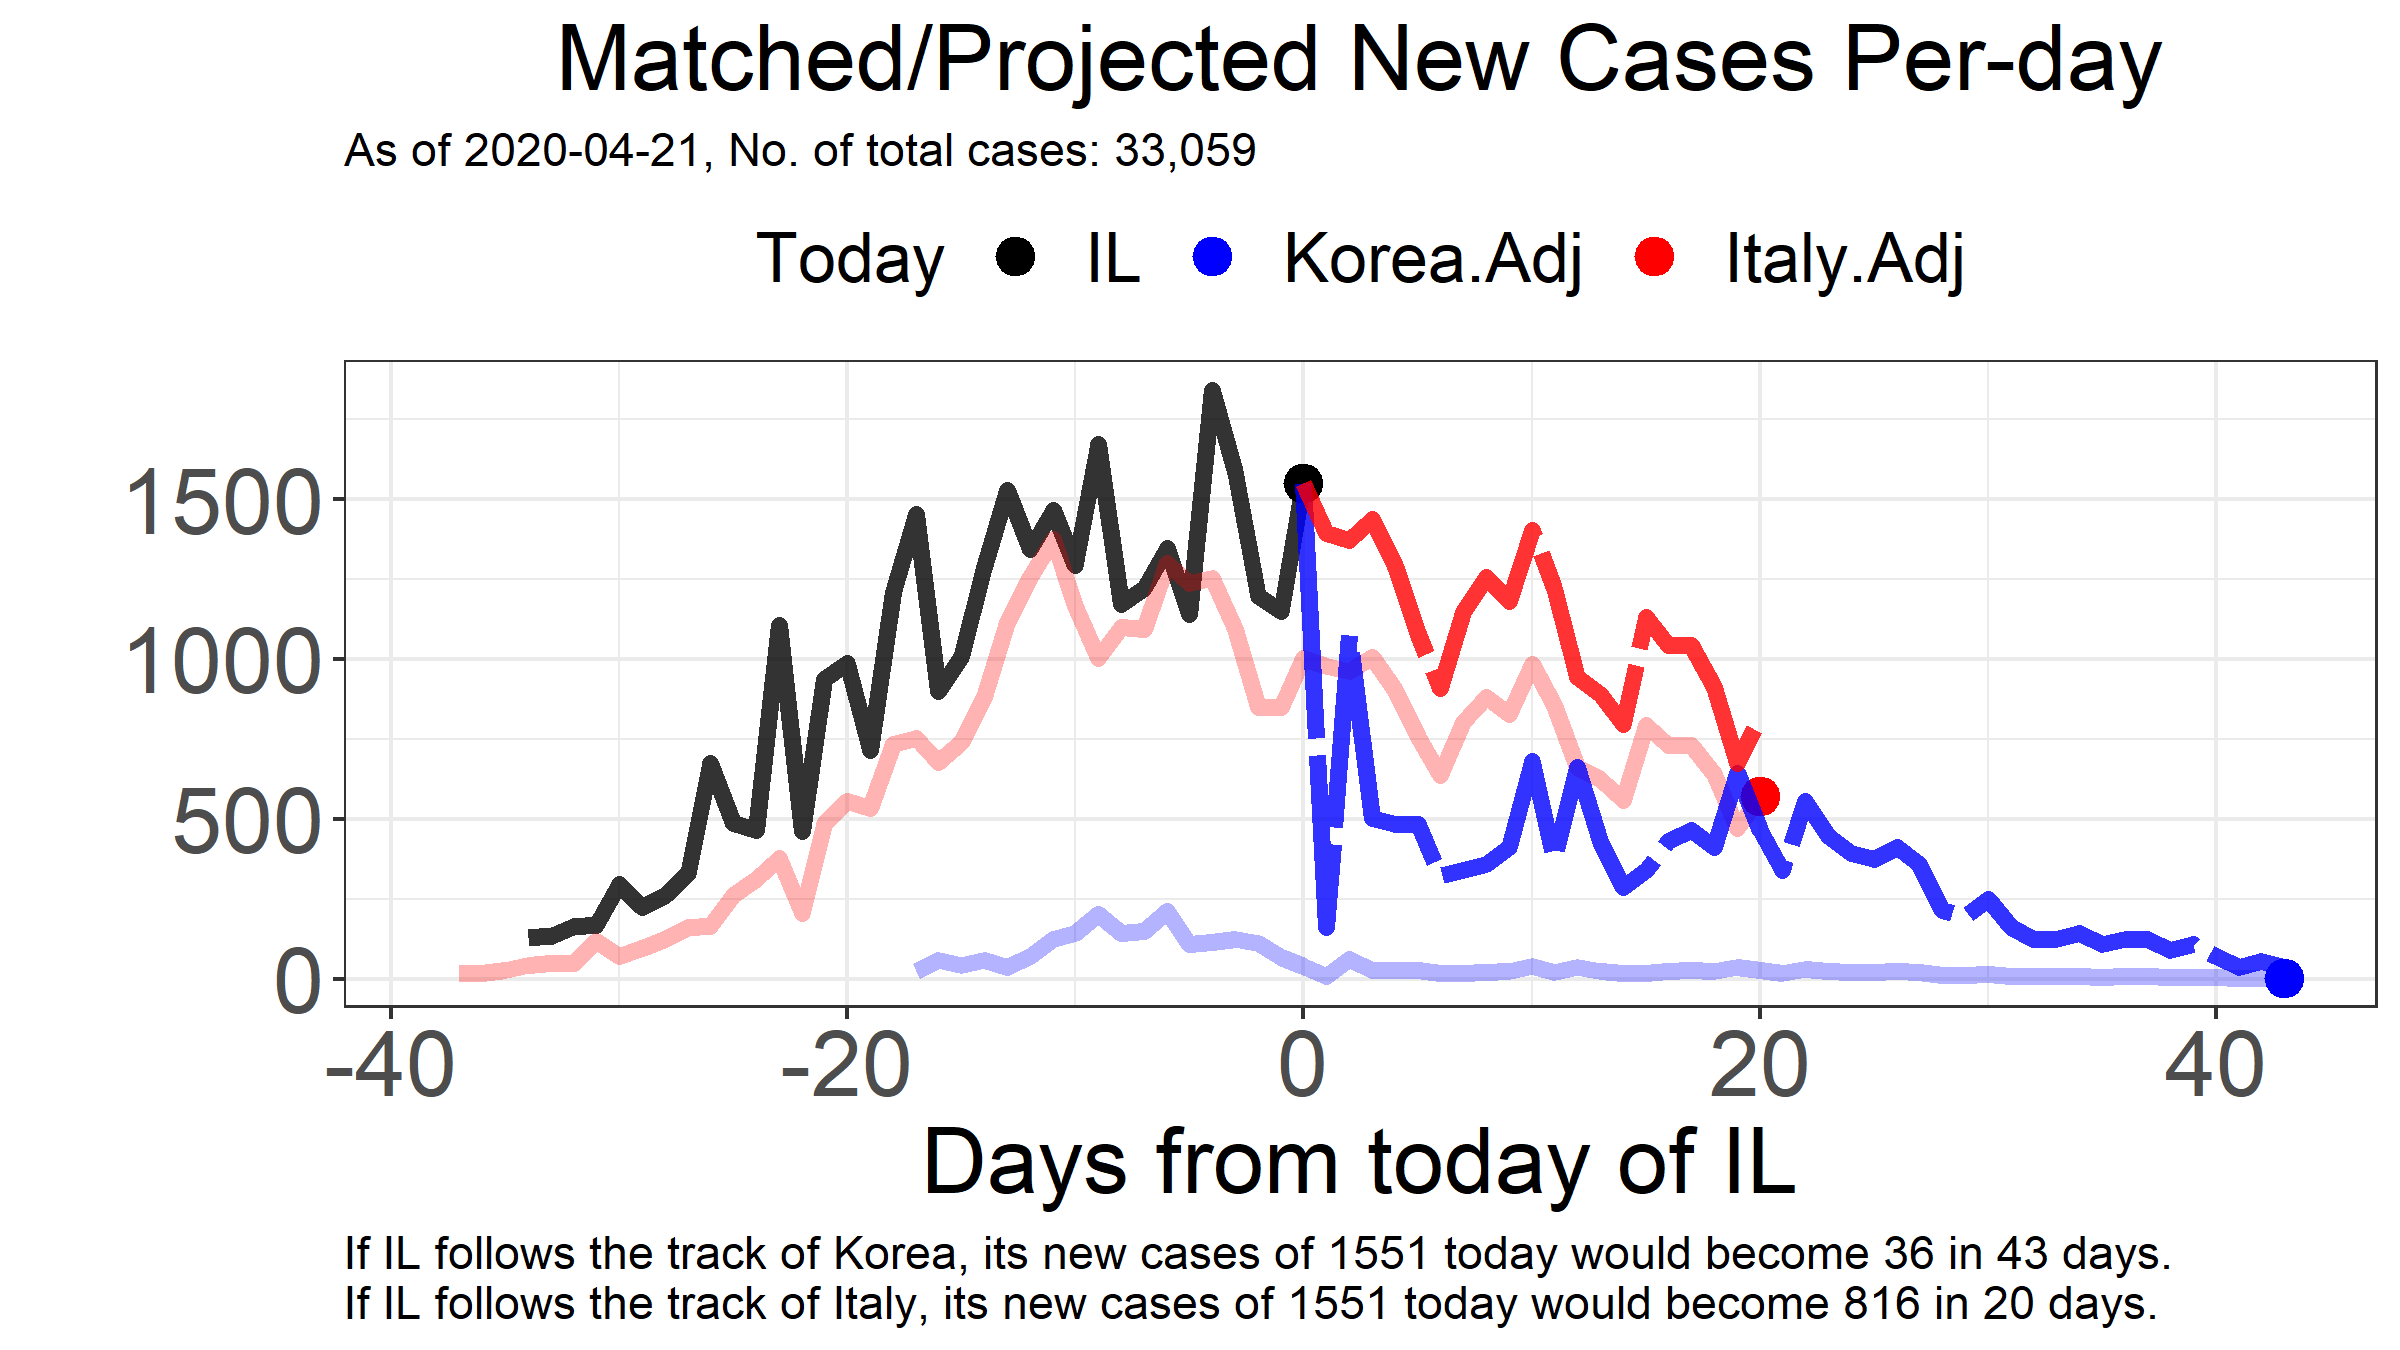 Matched/Projected New Cases Per-day
As of 2020-04-21, No. of total cases: 33,059
Today IL Korea.Adj Italy.Adj
1500
1000
500
0
-40 -20 0 20 40
Days from today of IL
If IL follows the track of Korea, its new cases of 1551 today would become 36 in 43 days.
If IL follows the track of Italy, its new cases of 1551 today would become 816 in 20 days.